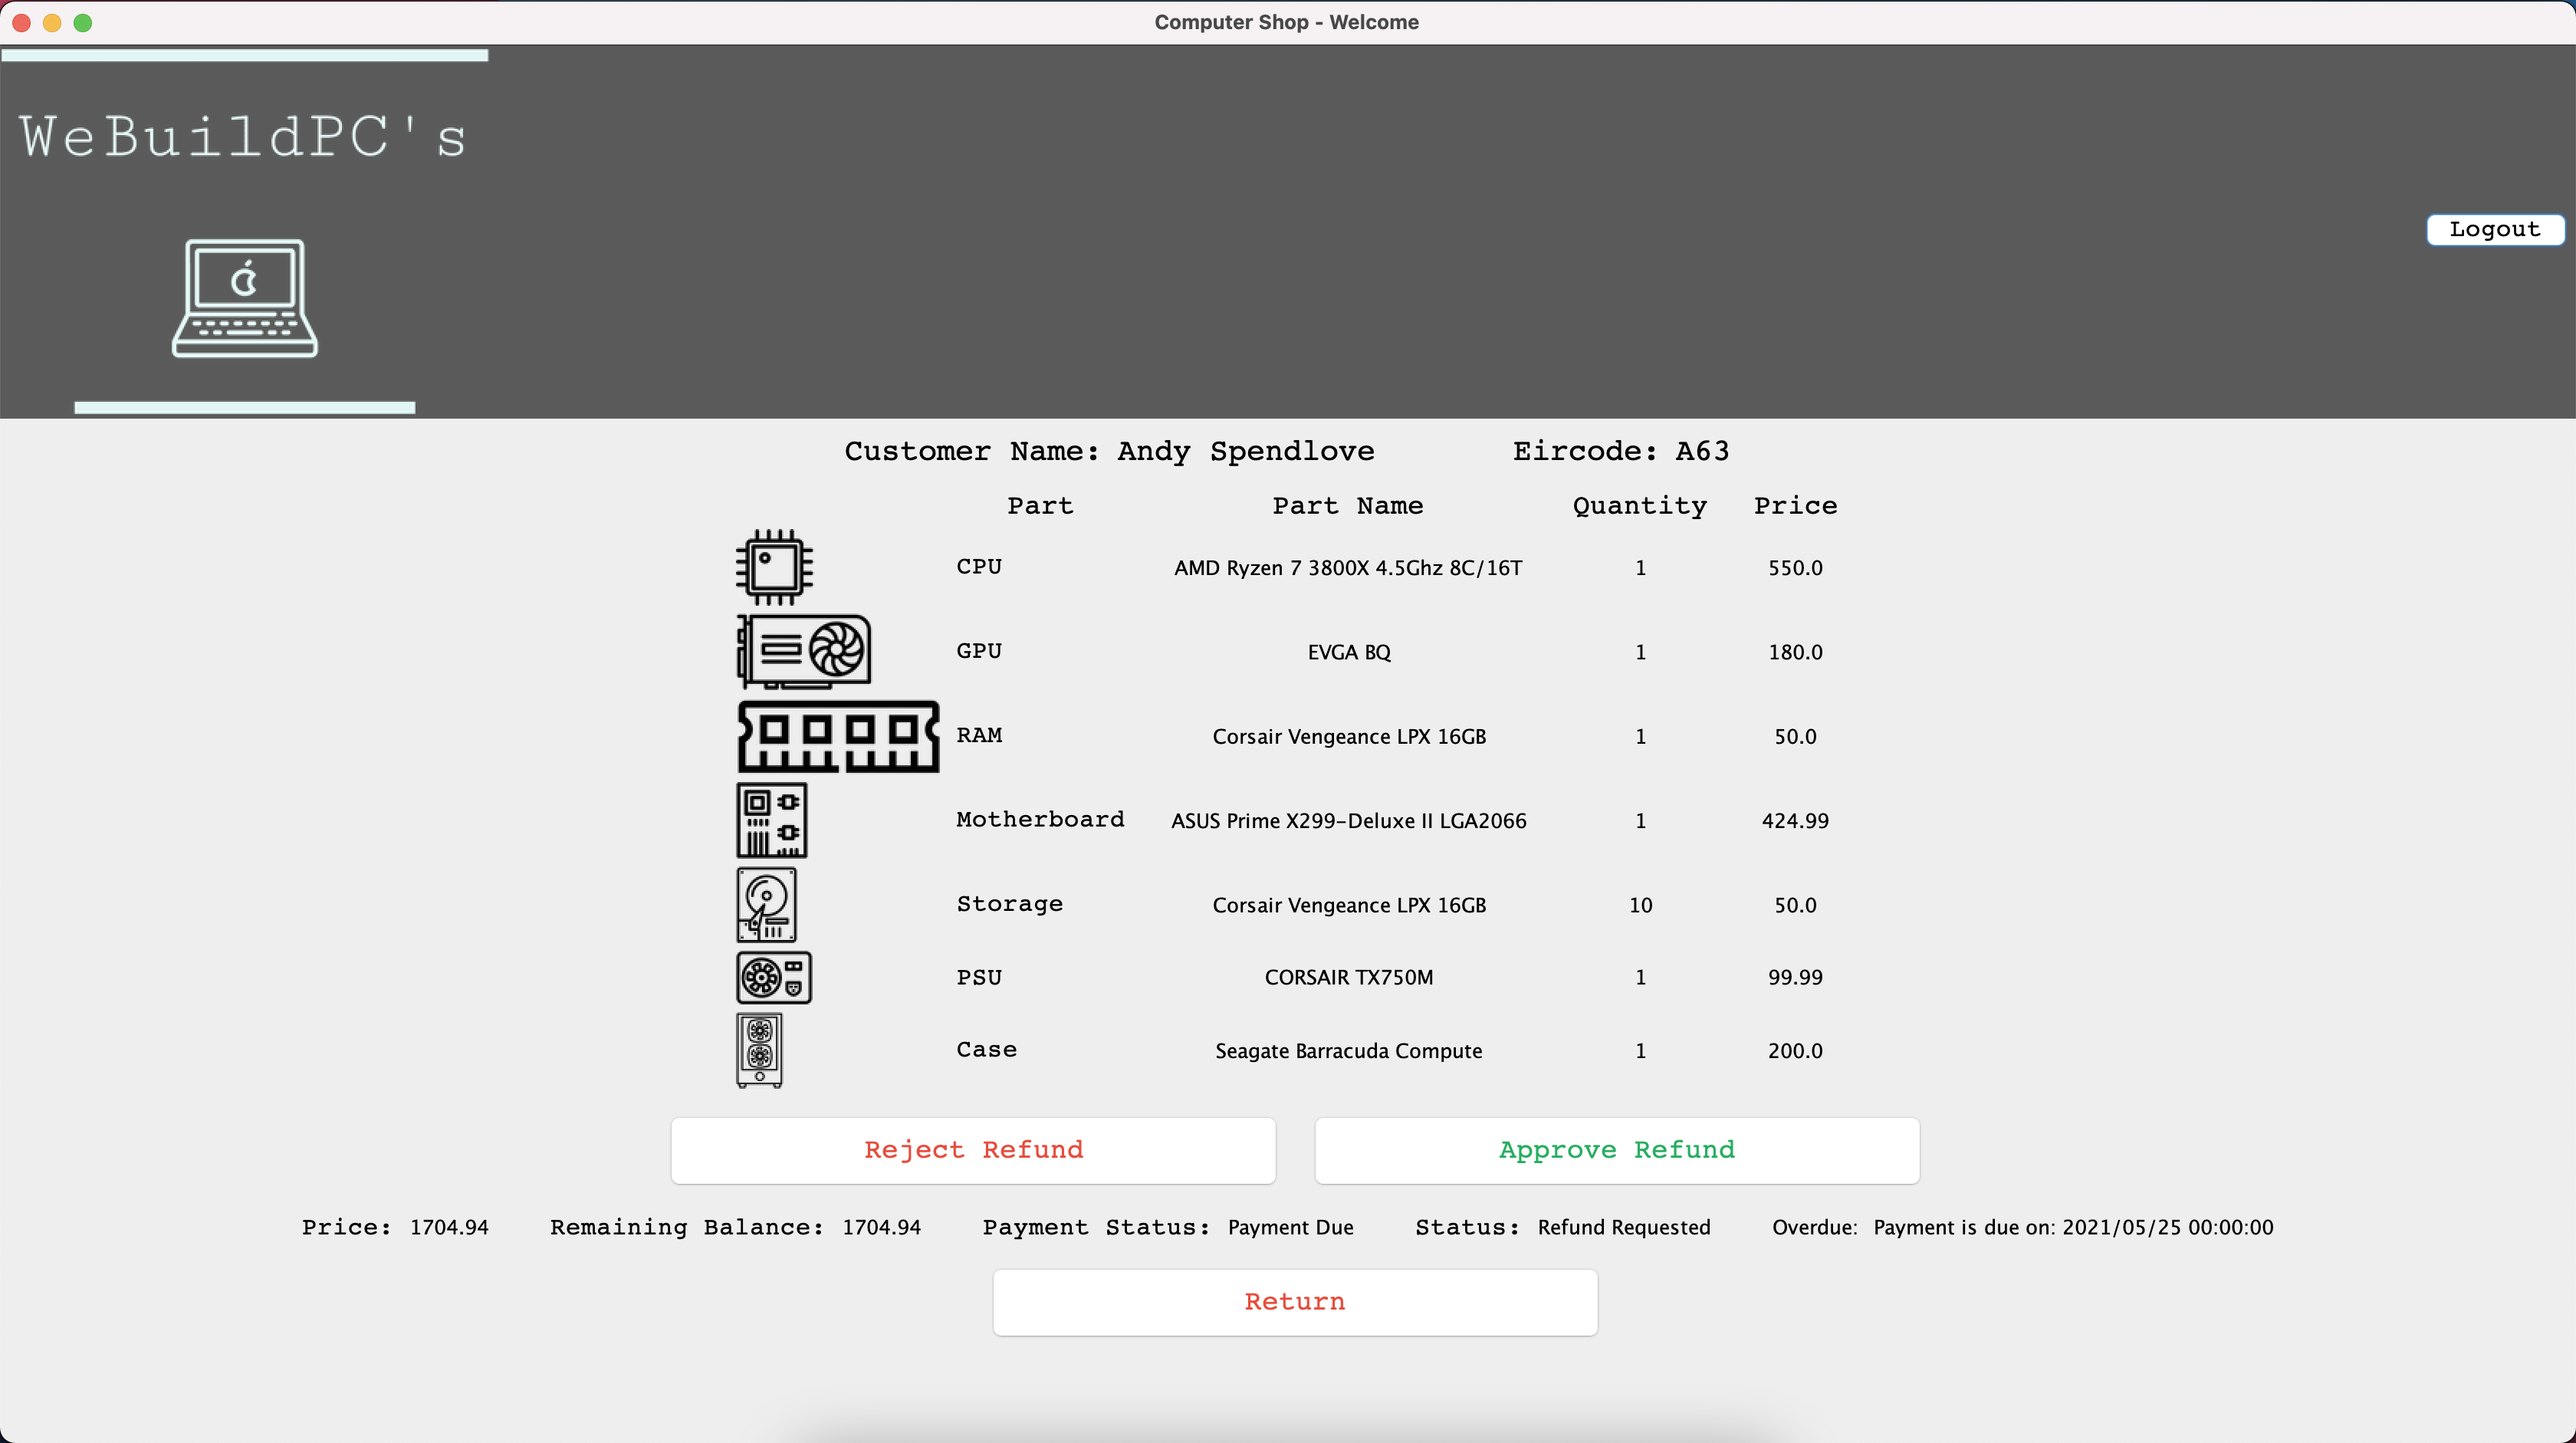 Computer Shop - Welcome
WeBuildPC's
Logout
Customer Name: Andy Spendlove Eircode: A63
Part Part Name Quantity Price
CPU AMD Ryzen 7 3800X 4.5Ghz 8C/16T 1 550.0
GPU EVGA BQ 1 180.0
RAM Corsair Vengeance LPX 16GB 1 50.0
Motherboard ASUS Prime X299-Deluxe II LGA2066 1 424.99
Storage Corsair Vengeance LPX 16GB 10 50.0
PSU CORSAIR TX750M 1 99.99
Case Seagate Barracuda Compute 1 200.0
Reject Refund Approve Refund
Price: 1704.94 Remaining Balance: 1704.94 Payment Status: Payment Due Status: Refund Requested Overdue: Payment is due on: 2021/05/25 00:00:00
Return